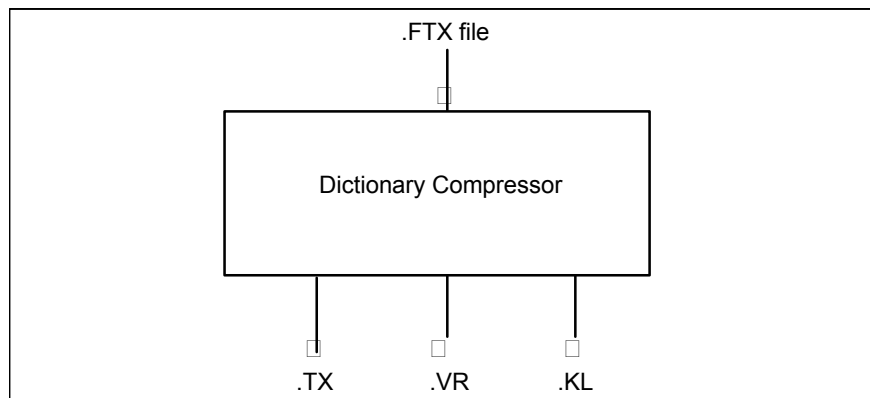 .FTX file
Dictionary Compressor
.TX .VR .KL